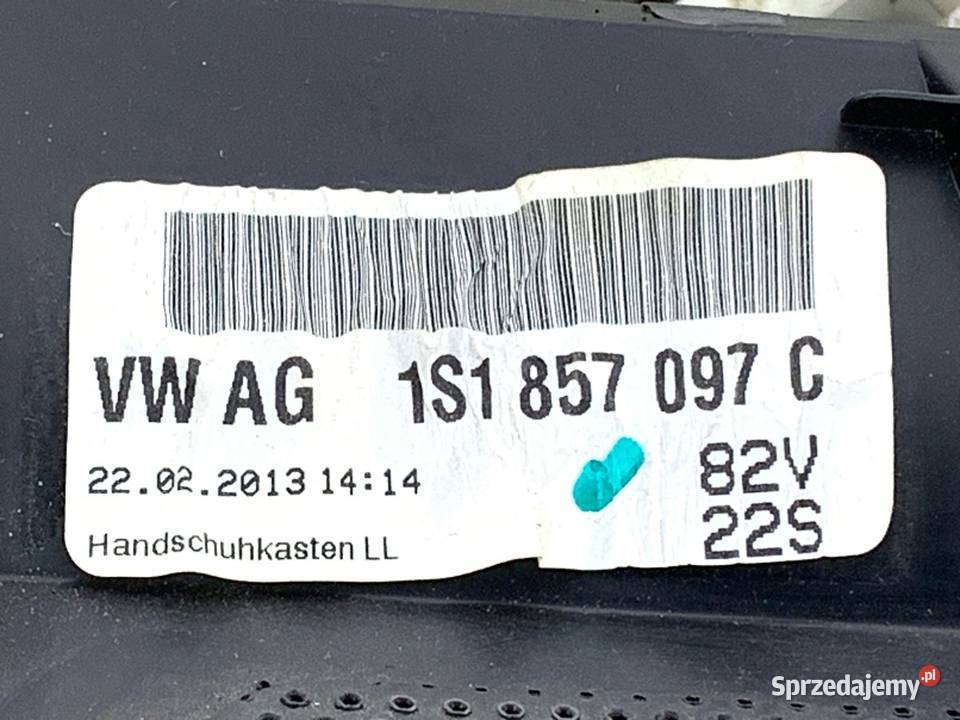 VW AG 1S1 857 097 C
22.02.2013 14:14
82V
22S
Handschuhkasten LL
Sprzedajemy.pl